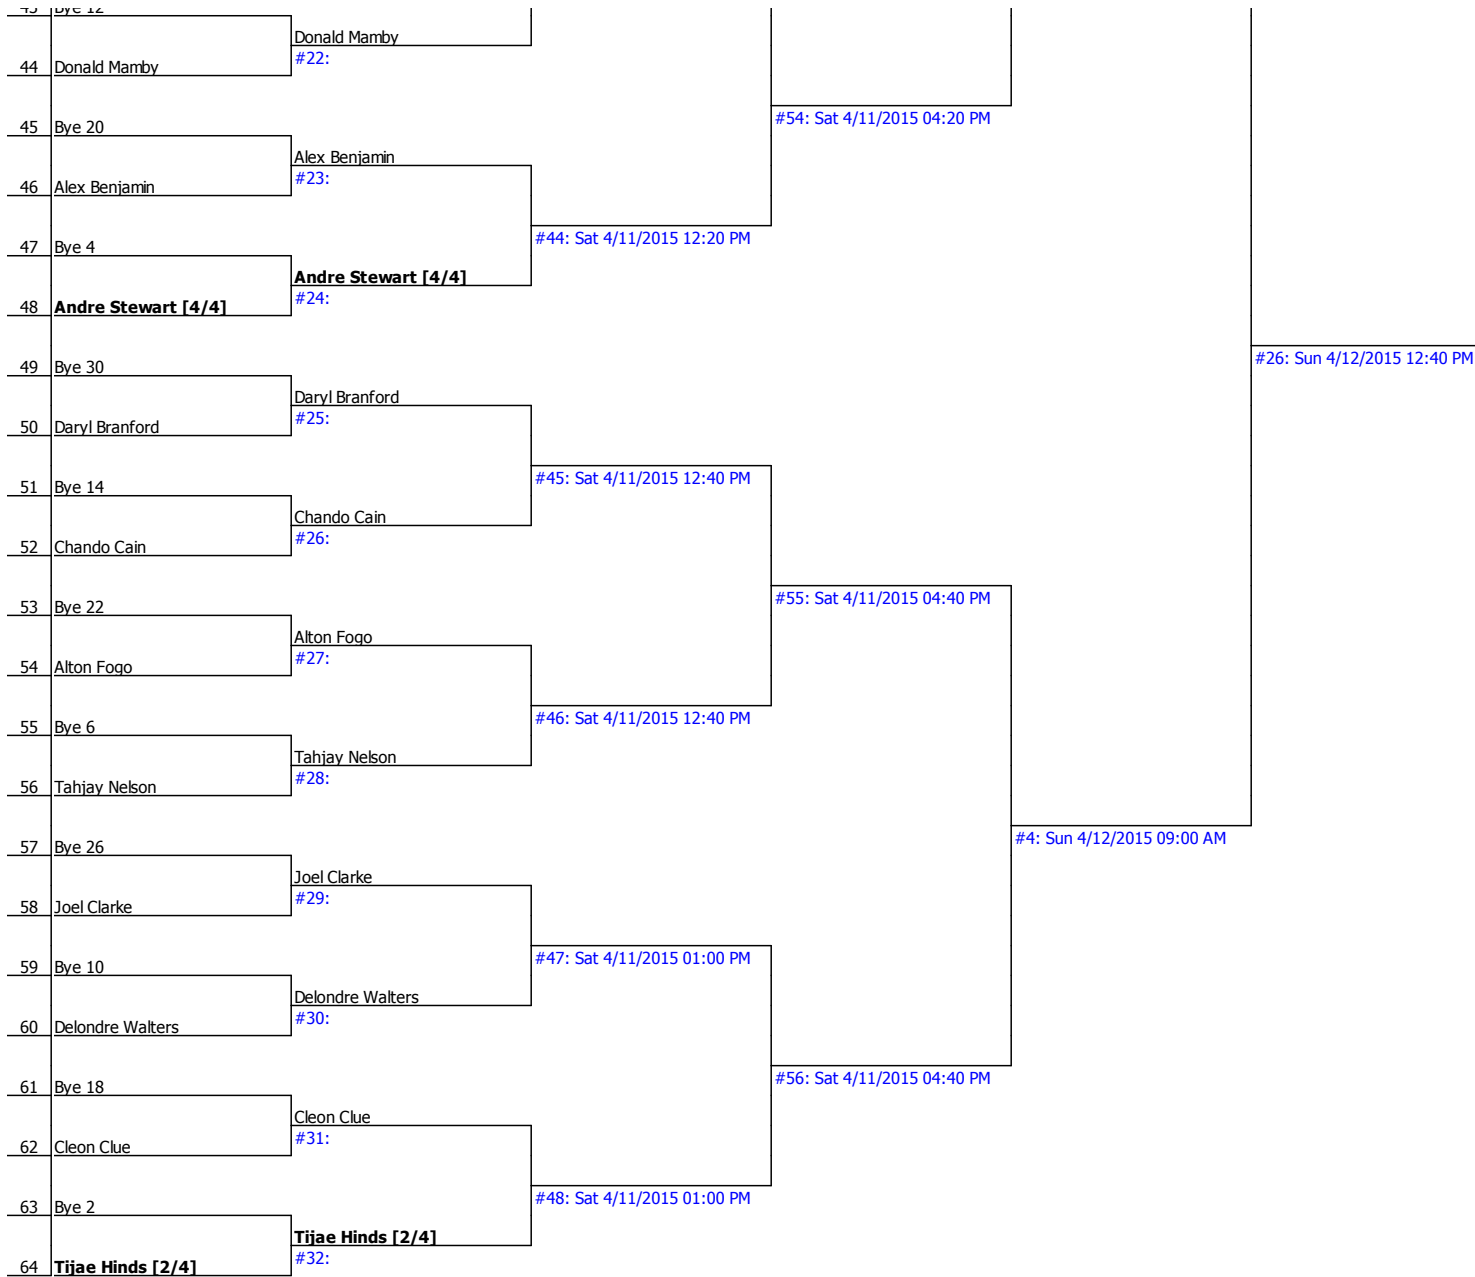 43 Bye 12
Donald Mamby
#22:
44 Donald Mamby
#54: Sat 4/11/2015 04:20 PM
45 Bye 20
Alex Benjamin
#23:
46 Alex Benjamin
#44: Sat 4/11/2015 12:20 PM
47 Bye 4
Andre Stewart [4/4]
#24:
48 Andre Stewart [4/4]
#26: Sun 4/12/2015 12:40 PM
49 Bye 30
Daryl Branford
#25:
50 Daryl Branford
#45: Sat 4/11/2015 12:40 PM
51 Bye 14
Chando Cain
#26:
52 Chando Cain
#55: Sat 4/11/2015 04:40 PM
53 Bye 22
Alton Fogo
#27:
54 Alton Fogo
#46: Sat 4/11/2015 12:40 PM
55 Bye 6
Tahjay Nelson
#28:
56 Tahjay Nelson
#4: Sun 4/12/2015 09:00 AM
57 Bye 26
Joel Clarke
#29:
58 Joel Clarke
#47: Sat 4/11/2015 01:00 PM
59 Bye 10
Delondre Walters
#30:
60 Delondre Walters
#56: Sat 4/11/2015 04:40 PM
61 Bye 18
Cleon Clue
#31:
62 Cleon Clue
#48: Sat 4/11/2015 01:00 PM
63 Bye 2
Tijae Hinds [2/4]
#32:
64 Tijae Hinds [2/4]